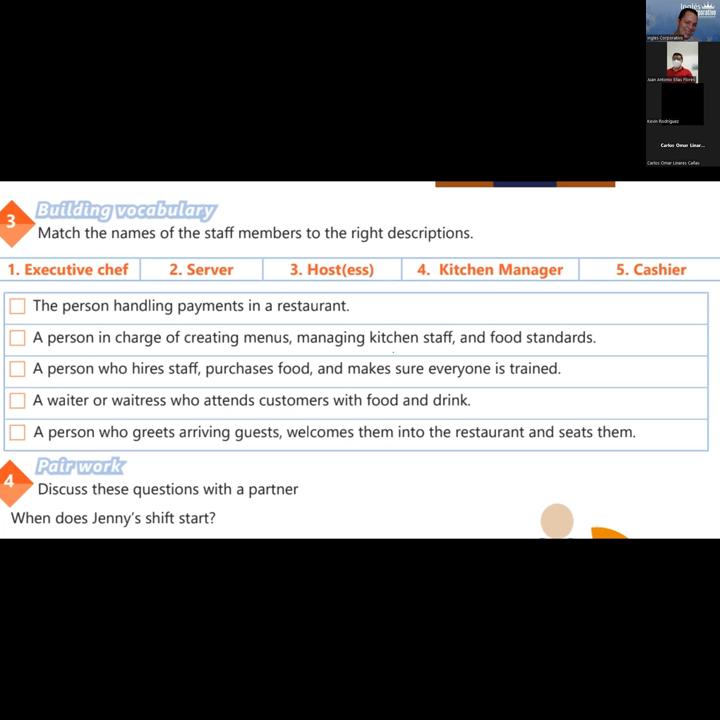 Inglés
Corporativo
Ingles Corporativo
Juan Antonio Elias Flores
Kevin Rodriguez
Carlos Omar Linar...
Carlos Omar Linares Cañas
3
Building vocabulary
Match the names of the staff members to the right descriptions.
1. Executive chef 2. Server 3. Host(ess) 4. Kitchen Manager 5. Cashier
The person handling payments in a restaurant.
A person in charge of creating menus, managing kitchen staff, and food standards.
A person who hires staff, purchases food, and makes sure everyone is trained.
A waiter or waitress who attends customers with food and drink.
A person who greets arriving guests, welcomes them into the restaurant and seats them.
4
Pair work
Discuss these questions with a partner
When does Jenny's shift start?